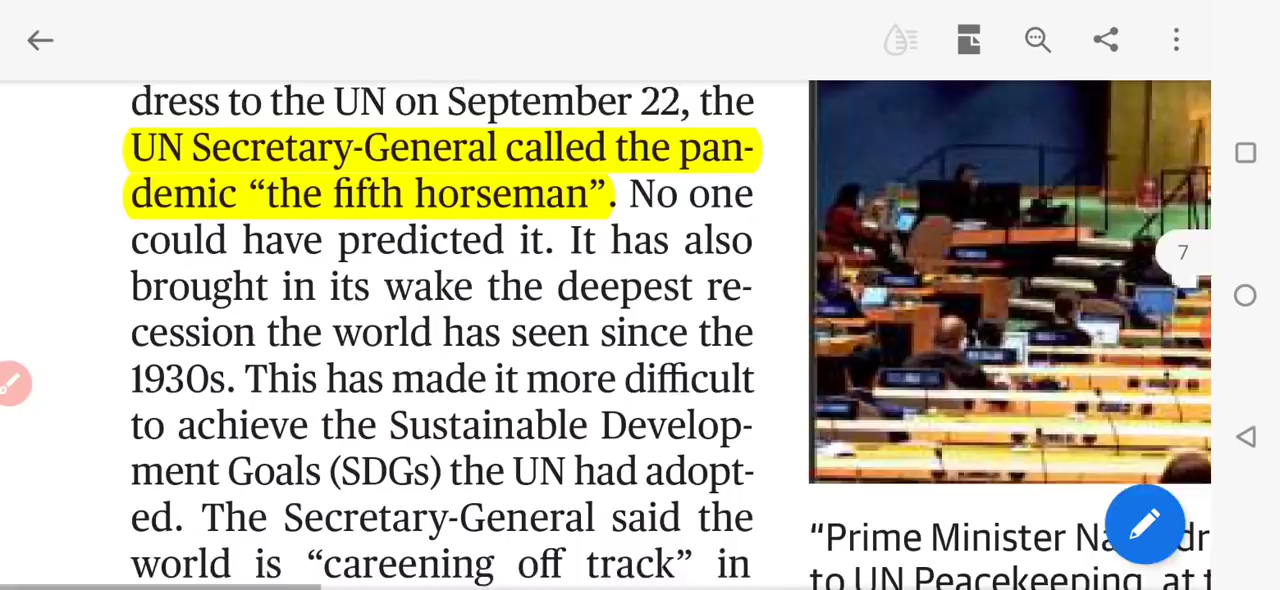 dress to the UN on September 22, the
UN Secretary-General called the pan-
demic “the fifth horseman”. No one
could have predicted it. It has also
brought in its wake the deepest re-
cession the world has seen since the
1930s. This has made it more difficult
to achieve the Sustainable Develop-
ment Goals (SDGs) the UN had adopt-
ed. The Secretary-General said the
world is “careening off track” in
7
“Prime Minister Na
to UN Peacekeeping, at